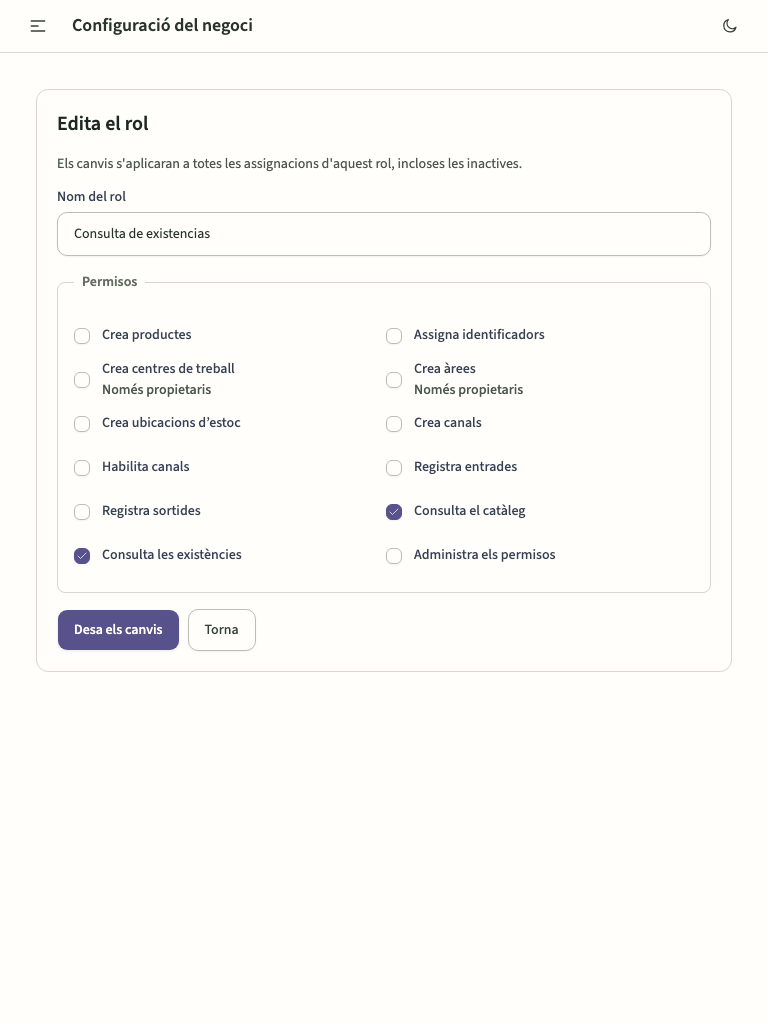 Configuració del negoci
Edita el rol
Els canvis s'aplicaran a totes les assignacions d'aquest rol, incloses les inactives.
Nom del rol
Consulta de existencias
Permisos
Crea productes
Assigna identificadors
Crea centres de treball
Només propietaris
Crea àrees
Només propietaris
Crea ubicacions d’estoc
Crea canals
Habilita canals
Registra entrades
Registra sortides
Consulta el catàleg
Consulta les existències
Administra els permisos
Desa els canvis
Torna